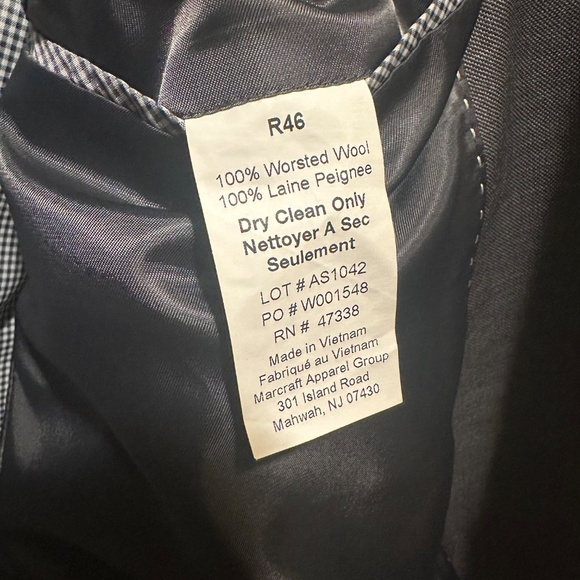 R46
100% Worsted Wool
100% Laine Peignee
Dry Clean Only
Nettoyer A Sec
Seulement
LOT # AS1042
PO # W001548
RN # 47338
Made in Vietnam
Fabriqué au Vietnam
Marcraft Apparel Group
301 Island Road
Mahwah, NJ 07430